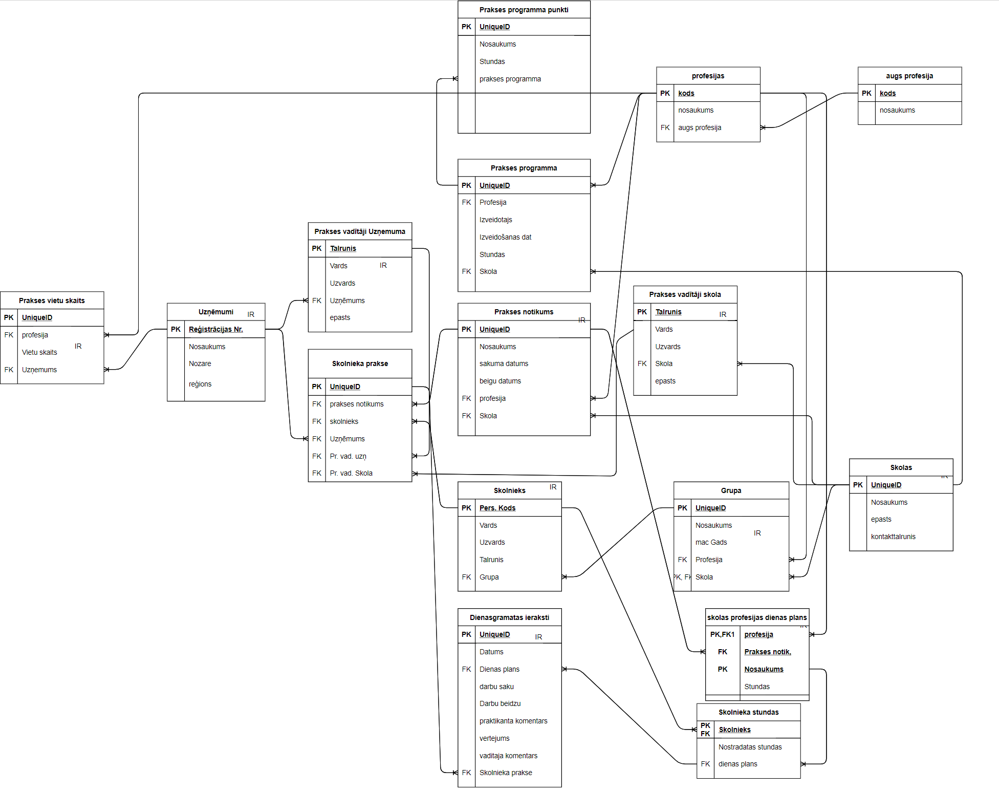 Prakses programma punkti
PK UniqueID
Nosaukums
Stundas
prakses programma
profesijas
PK kods
nosaukums
FK augs profesija
augs profesija
PK kods
nosaukums
Prakses programma
PK UniqueID
FK Profesija
Izveidotajs
Izveidošanas dat
Stundas
FK Skola
Prakses vadītāji Uzņemuma
PK Talrunis
Vards IR
Uzvards
FK Uzņēmums
epasts
Prakses vietu skaits
PK UniqueID
FK profesija
IR
Vietu skaits
FK Uzņemums
Uzņēmumi IR
PK Reģistrācijas Nr.
Nosaukums
Nozare
reģions
Skolnieka prakse
PK UniqueID
FK prakses notikums
FK skolnieks
FK Uzņēmums
FK Pr. vad. uzņ
FK Pr. vad. Skola
Prakses notikums
IR
PK UniqueID
Nosaukums
sakuma datums
beigu datums
FK profesija
FK Skola
Prakses vadītāji skola
PK Talrunis IR
Vards
Uzvards
FK Skola
epasts
Skolas
IR
PK UniqueID
Nosaukums
epasts
kontakttalrunis
Skolnieks IR
PK Pers. Kods
Vards
Uzvards
Talrunis
FK Grupa
Grupa
PK UniqueID
Nosaukums
IR
mac Gads
FK Profesija
PK, FK Skola
Dienasgramatas ieraksti
PK UniqueID IR
Datums
FK Dienas plans
darbu saku
Darbu beidzu
praktikanta komentars
vertejums
vaditaja komentars
FK Skolnieka prakse
skolas profesijas dienas plans
IR
PK,FK1 profesija
FK Prakses notik,
PK Nosaukums
Stundas
Skolnieka stundas
PK
FK Skolnieks
Nostradatas stundas
FK dienas plans